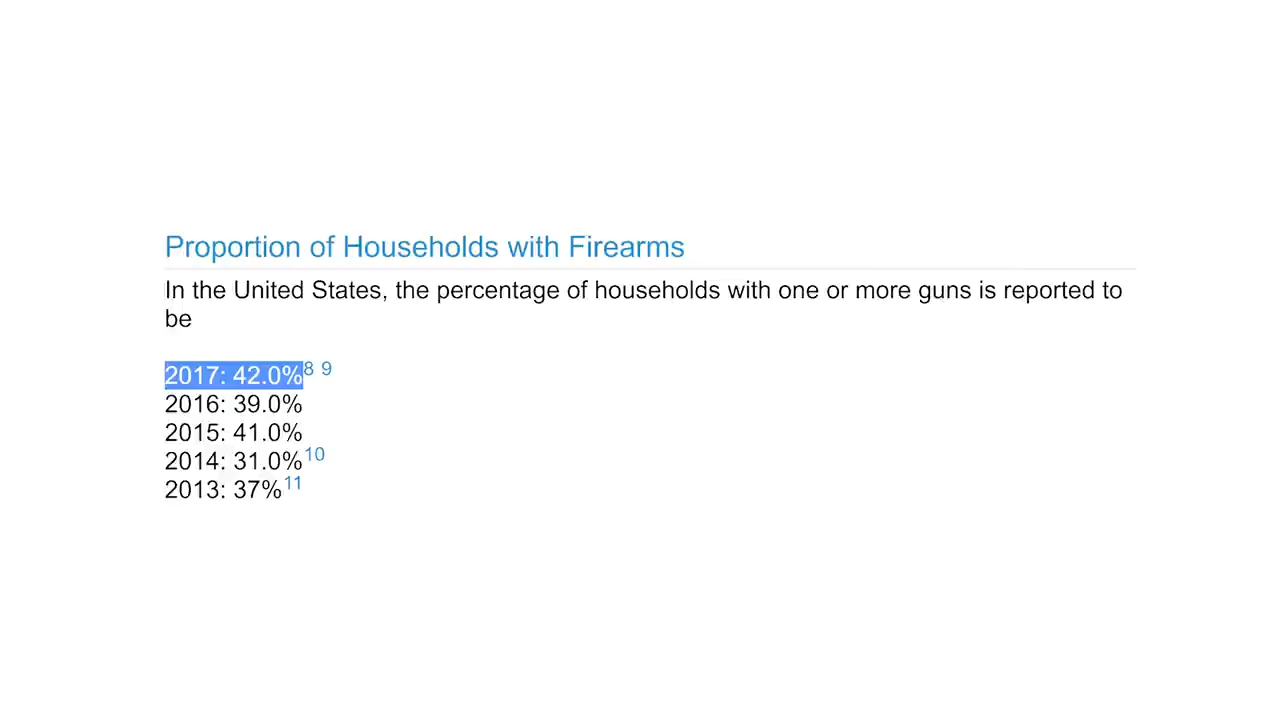 Proportion of Households with Firearms
In the United States, the percentage of households with one or more guns is reported to
be
2017: 42.0%8 9
2016: 39.0%
2015: 41.0%
2014: 31.0%10
2013: 37%11